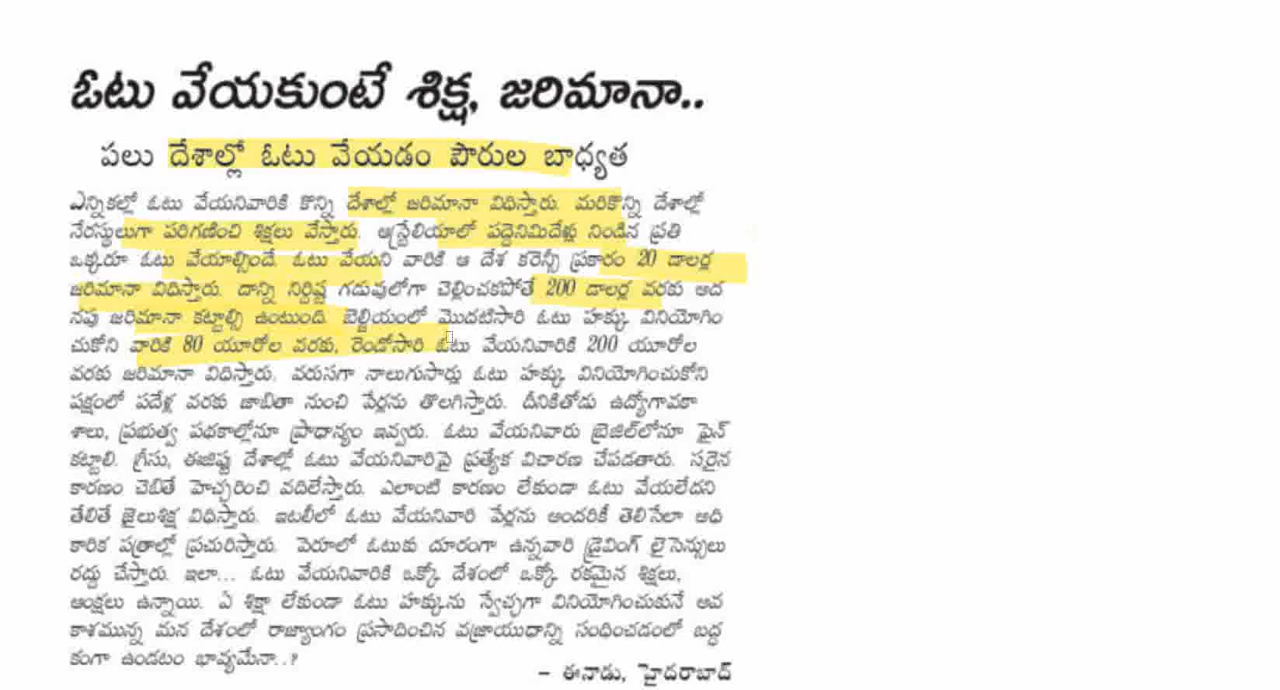 ఓటు వేయకుంటే శిక్ష, జరిమానా..
పలు దేశాల్లో ఓటు వేయడం పౌరుల బాధ్యత
ఎన్నికల్లో ఓటు వేయనివారికి కొన్ని దేశాల్లో జరిమానా విధిస్తారు. మరికొన్ని దేశాల్లో
నేరస్థులుగా పరిగణించి శిక్షలు వేస్తారు. ఆస్ట్రేలియాలో పద్దెనిమిదేళ్లు నిండిన ప్రతి
ఒక్కరూ ఓటు వేయాల్సిందే. ఓటు వేయని వారికి ఆ దేశ కరెన్సీ ప్రకారం 20 డాలర్ల
జరిమానా విధిస్తారు. దాన్ని నిర్దిష్ట గడువులోగా చెల్లించకపోతే 200 డాలర్ల వరకు అద
నపు జరిమానా కట్టాల్సి ఉంటుంది. బెల్జియంలో మొదటిసారి ఓటు హక్కు వినియోగిం
చుకోని వారికి 80 యూరోల వరకు, రెండోసారి ఓటు వేయనివారికి 200 యూరోల
వరకు జరిమానా విధిస్తారు. వరుసగా నాలుగుసార్లు ఓటు హక్కు వినియోగించుకోని
పక్షంలో పదేళ్ల వరకు జాబితా నుంచి పేర్లను తొలగిస్తారు. దీనికితోడు ఉద్యోగావకా
శాలు, ప్రభుత్వ పథకాల్లోనూ ప్రాధాన్యం ఇవ్వరు. ఓటు వేయనివారు బ్రెజిల్‌లోనూ ఫైన్
కట్టాలి. గ్రీసు, ఈజిప్టు దేశాల్లో ఓటు వేయనివారిపై ప్రత్యేక విచారణ చేపడతారు. సరైన
కారణం చెబితే హెచ్చరించి వదిలేస్తారు. ఎలాంటి కారణం లేకుండా ఓటు వేయలేదని
తేలితే జైలుశిక్ష విధిస్తారు. ఇటలీలో ఓటు వేయనివారి పేర్లను అందరికీ తెలిసేలా అధి
కారిక పత్రాల్లో ప్రచురిస్తారు. పెరూలో ఓటుకు దూరంగా ఉన్నవారి డ్రైవింగ్ లైసెన్సులు
రద్దు చేస్తారు. ఇలా... ఓటు వేయనివారికి ఒక్కో దేశంలో ఒక్కో రకమైన శిక్షలు,
ఆంక్షలు ఉన్నాయి. ఏ శిక్షా లేకుండా ఓటు హక్కును స్వేచ్ఛగా వినియోగించుకునే అవ
కాశమున్న మన దేశంలో రాజ్యాంగం ప్రసాదించిన వజ్రాయుధాన్ని సంధించడంలో బద్ధ
కంగా ఉండటం భావ్యమేనా..?
– ఈనాడు, హైదరాబాద్